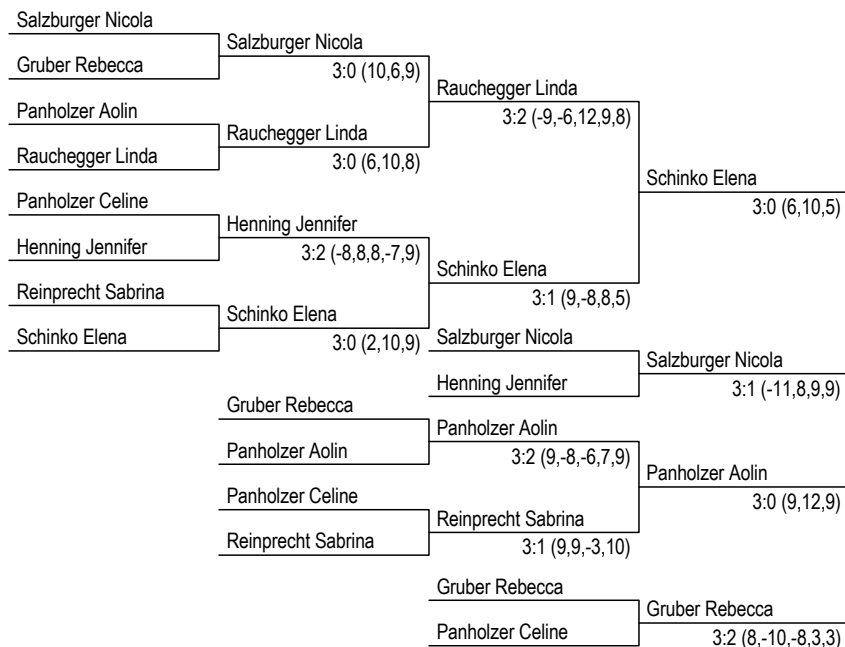 Salzburger Nicola
Salzburger Nicola
Gruber Rebecca
3:0 (10,6,9)
Rauchegger Linda
Panholzer Aolin
3:2 (-9,-6,12,9,8)
Rauchegger Linda
Rauchegger Linda
3:0 (6,10,8)
Schinko Elena
Panholzer Celine
3:0 (6,10,5)
Henning Jennifer
Henning Jennifer
3:2 (-8,8,8,-7,9)
Schinko Elena
Reinprecht Sabrina
3:1 (9,-8,8,5)
Schinko Elena
Schinko Elena
3:0 (2,10,9)
Salzburger Nicola
Salzburger Nicola
Henning Jennifer
3:1 (-11,8,9,9)
Gruber Rebecca
Panholzer Aolin
Panholzer Aolin
3:2 (9,-8,-6,7,9)
Panholzer Aolin
Panholzer Celine
3:0 (9,12,9)
Reinprecht Sabrina
Reinprecht Sabrina
3:1 (9,9,-3,10)
Gruber Rebecca
Gruber Rebecca
Panholzer Celine
3:2 (8,-10,-8,3,3)